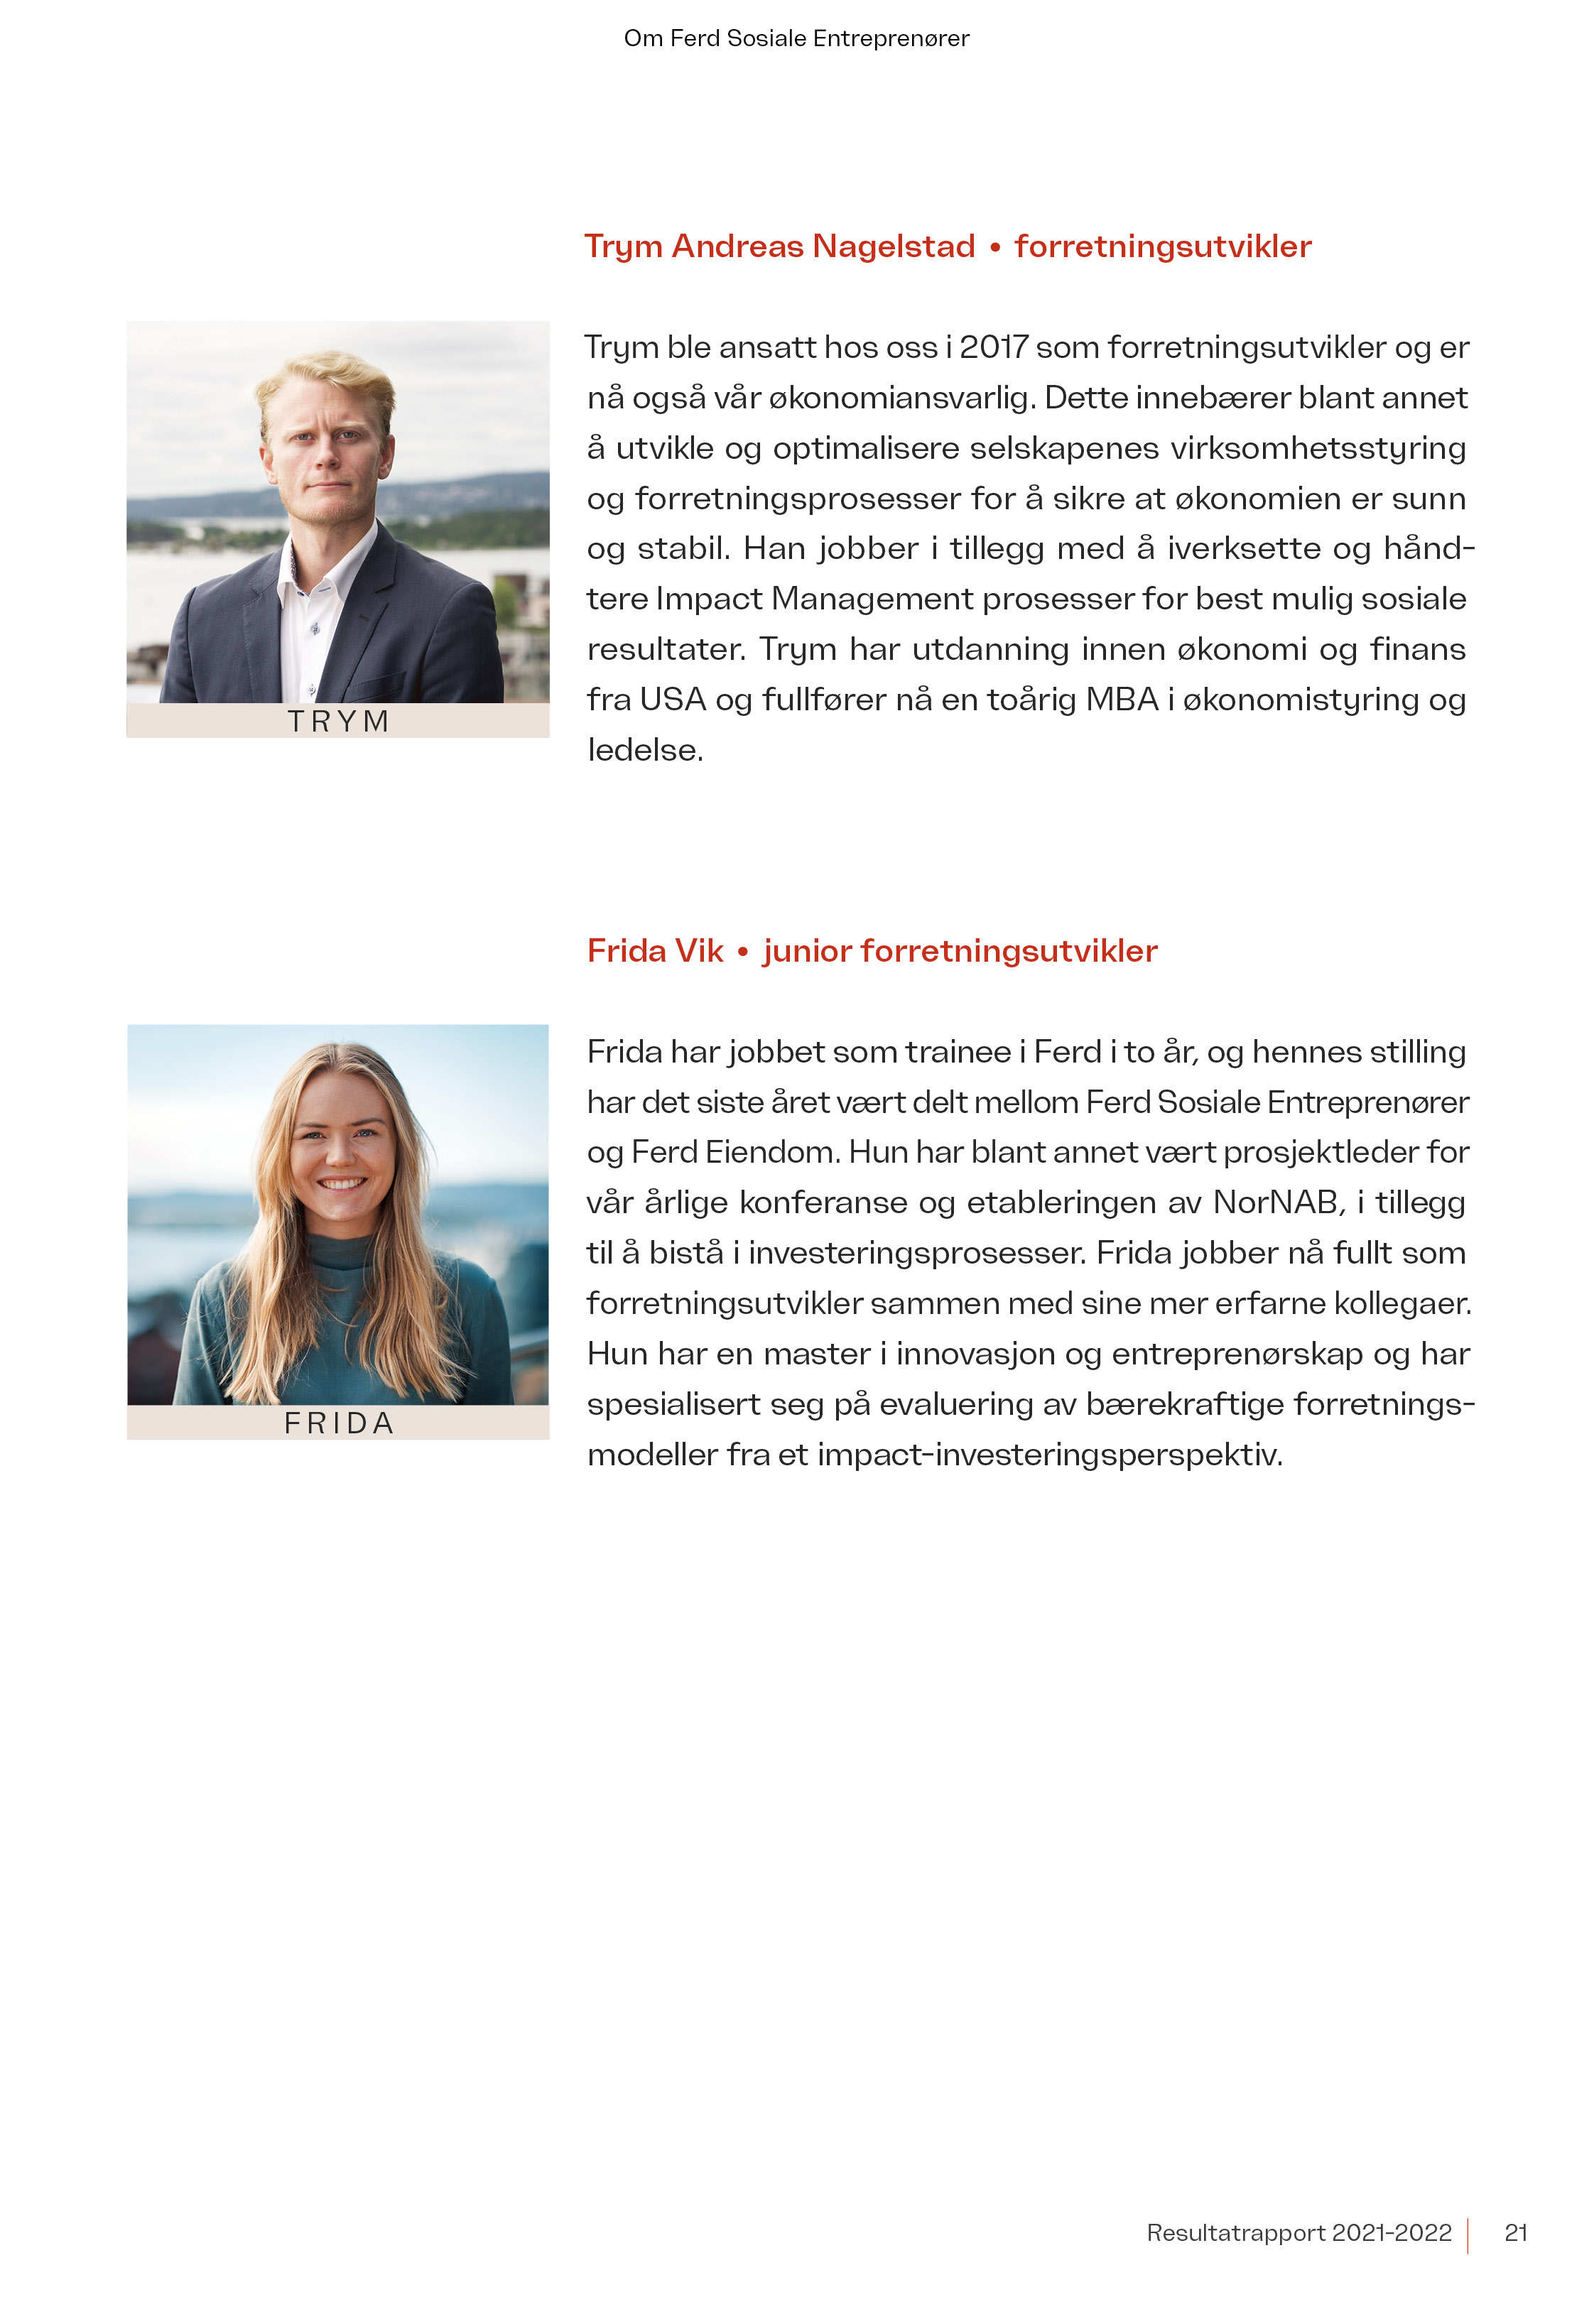 Om Ferd Sosiale Entreprenører
Trym Andreas Nagelstad • forretningsutvikler
Trym ble ansatt hos oss i 2017 som forretningsutvikler og er
nå også vår økonomiansvarlig. Dette innebærer blant annet
å utvikle og optimalisere selskapenes virksomhetsstyring
og forretningsprosesser for å sikre at økonomien er sunn
og stabil. Han jobber i tillegg med å iverksette og hånd-
tere Impact Management prosesser for best mulig sosiale
resultater. Trym har utdanning innen økonomi og finans
fra USA og fullfører nå en toårig MBA i økonomistyring og
ledelse.
TRYM
Frida Vik • junior forretningsutvikler
Frida har jobbet som trainee i Ferd i to år, og hennes stilling
har det siste året vært delt mellom Ferd Sosiale Entreprenører
og Ferd Eiendom. Hun har blant annet vært prosjektleder for
vår årlige konferanse og etableringen av NorNAB, i tillegg
til å bistå i investeringsprosesser. Frida jobber nå fullt som
forretningsutvikler sammen med sine mer erfarne kollegaer.
Hun har en master i innovasjon og entreprenørskap og har
spesialisert seg på evaluering av bærekraftige forretnings-
modeller fra et impact-investeringsperspektiv.
FRIDA
Resultatrapport 2021-2022 21